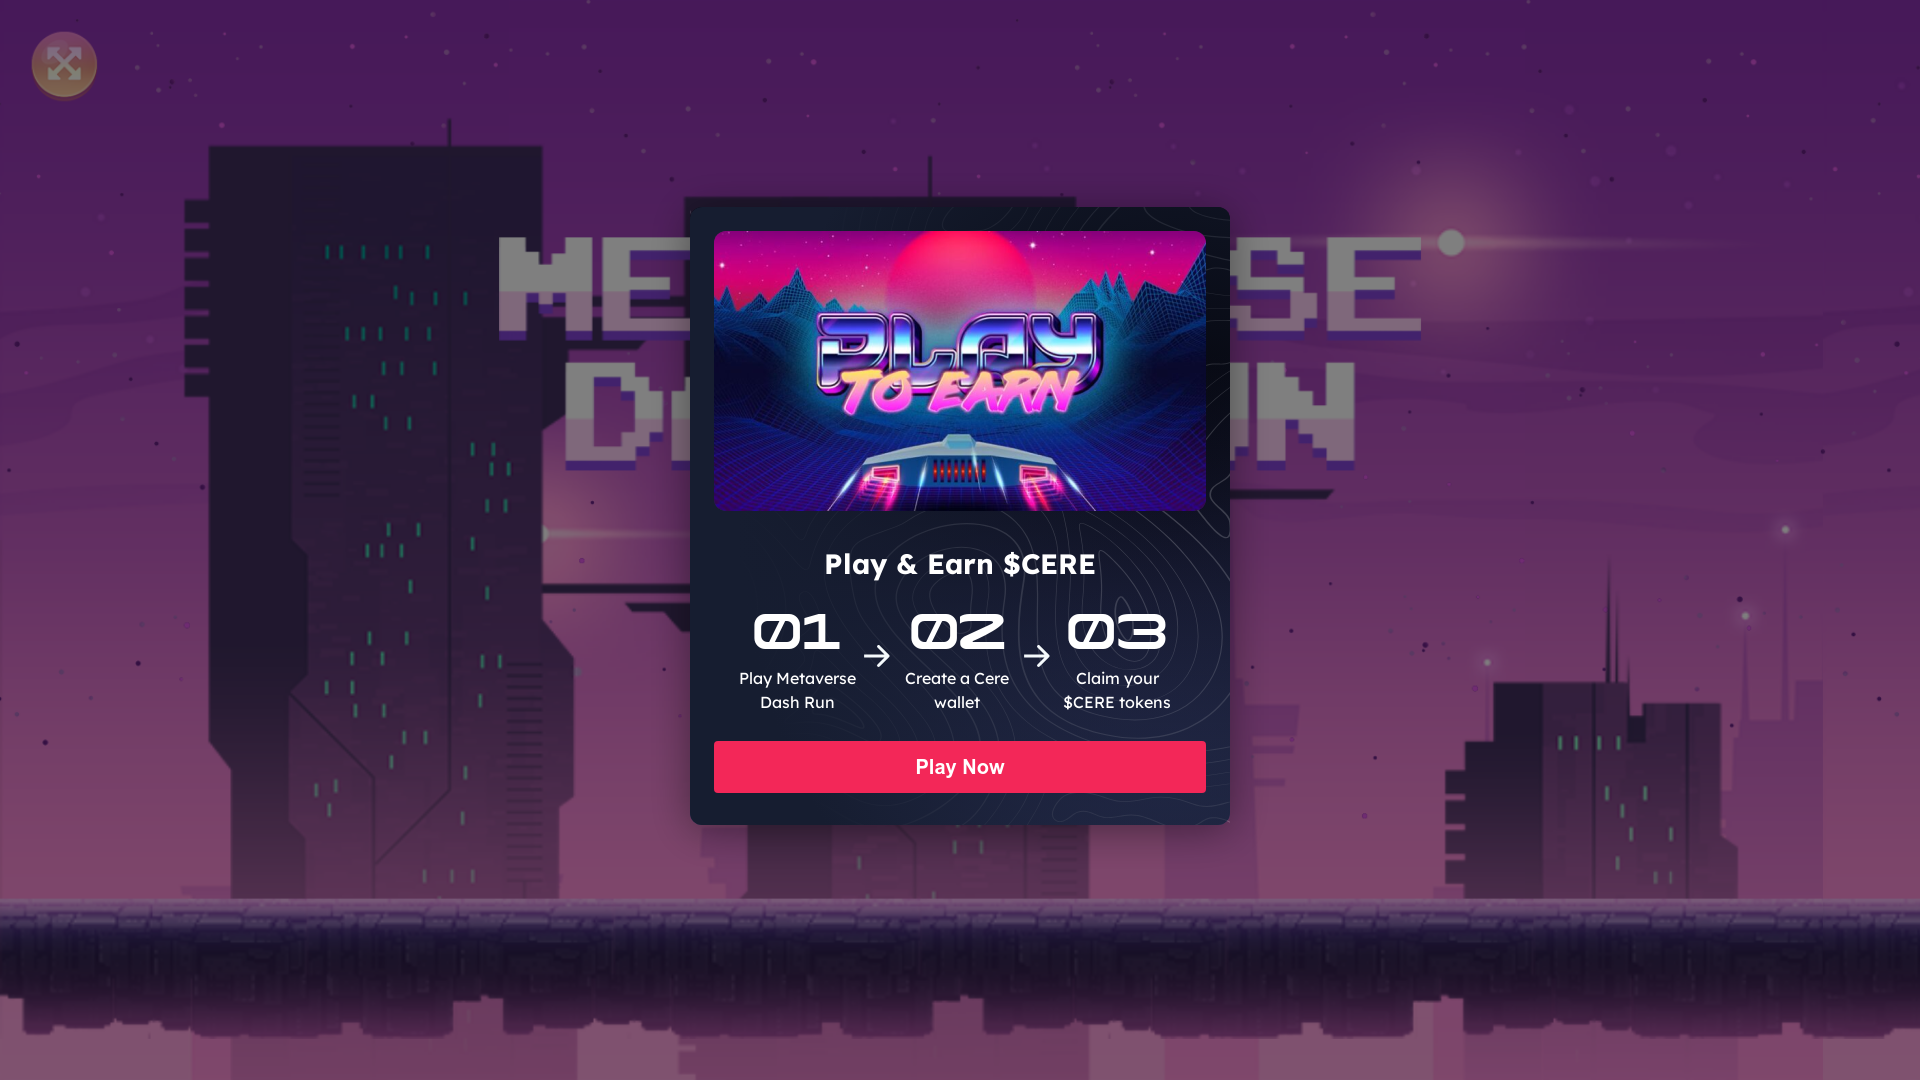 PLAY
TO EARN
Play & Earn $CERE
01
Play Metaverse
Dash Run
02
Create a Cere
wallet
03
Claim your
$CERE tokens
Play Now